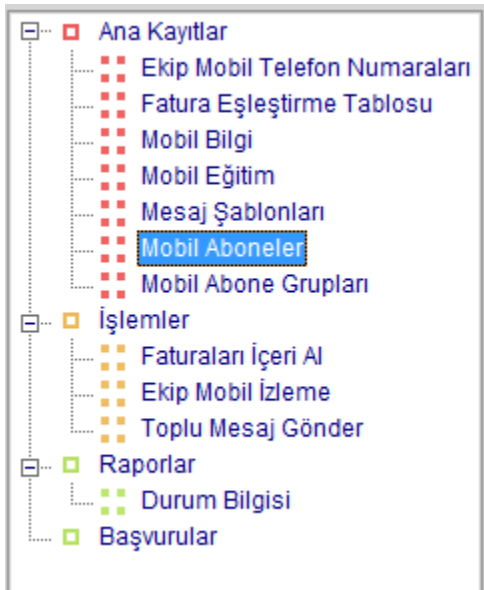 Ana Kayıtlar
Ekip Mobil Telefon Numaraları
Fatura Eşleştirme Tablosu
Mobil Bilgi
Mobil Eğitim
Mesaj Şablonları
Mobil Aboneler
Mobil Abone Grupları
İşlemler
Faturaları İçeri Al
Ekip Mobil İzleme
Toplu Mesaj Gönder
Raporlar
Durum Bilgisi
Başvurular